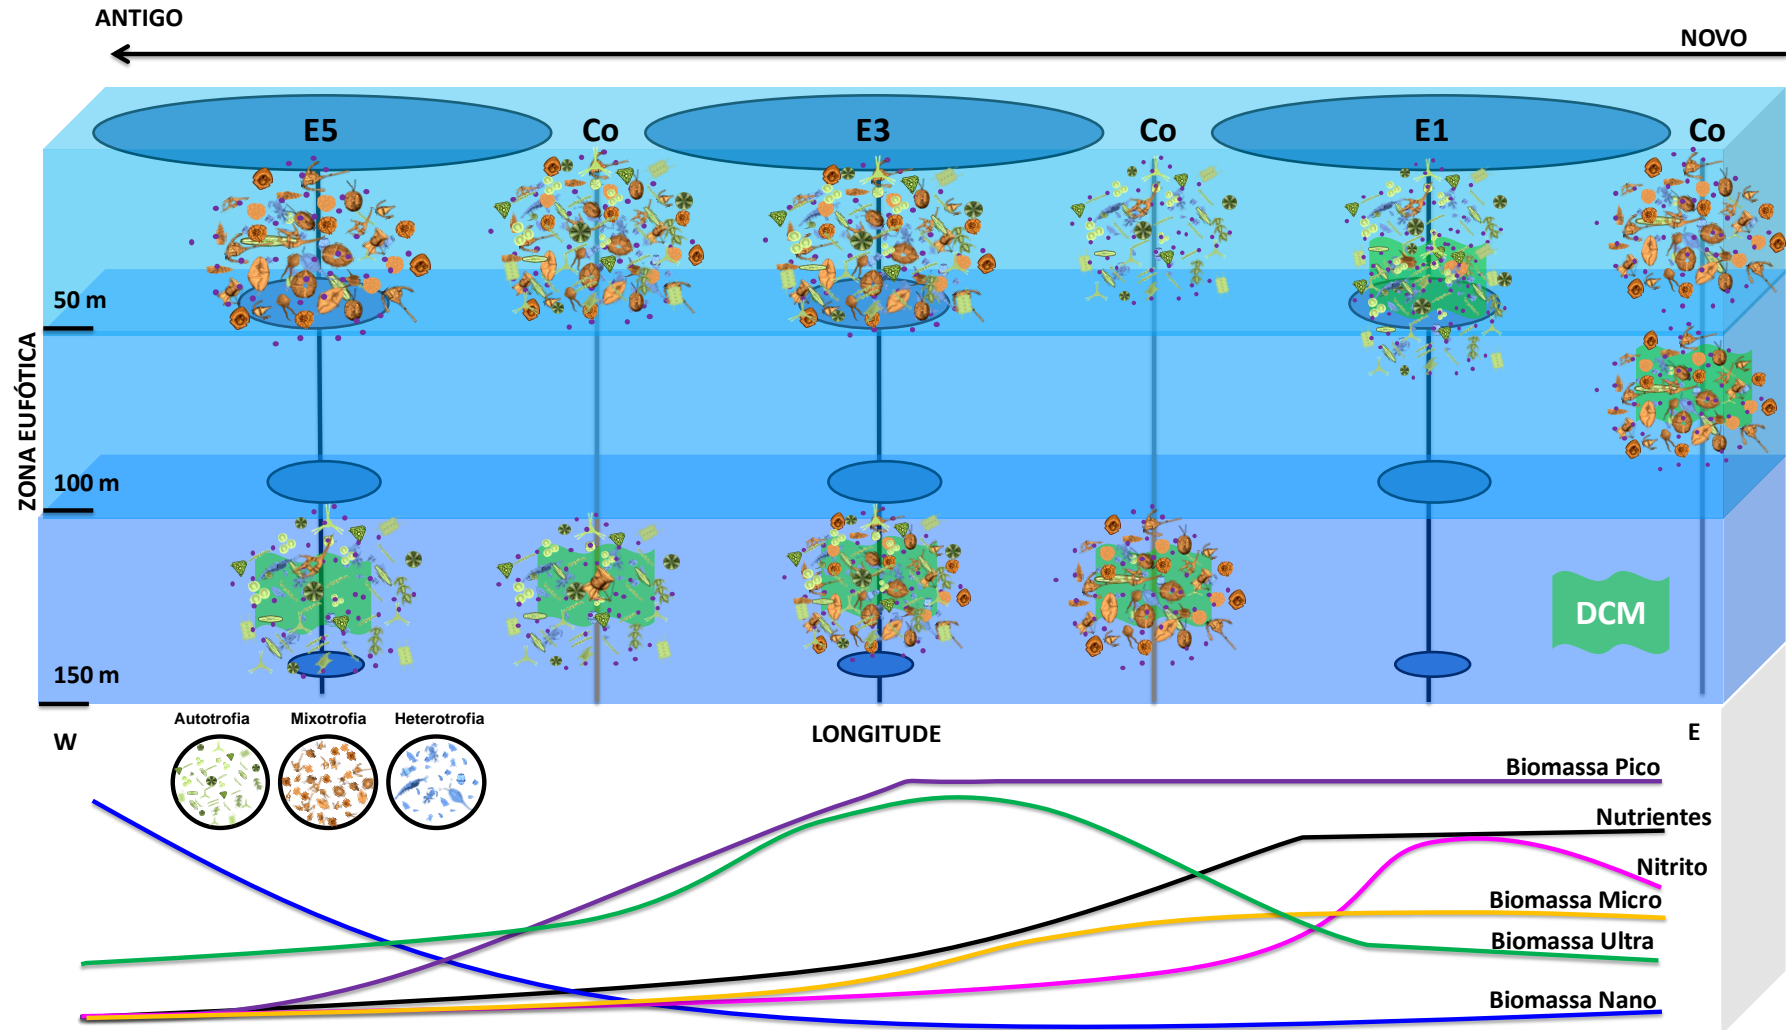 ANTIGO
NOVO
E5
Co
E3
Co
E1
Co
50 m
ZONA EUFÓTICA
100 m
DCM
150 m
Autotrofia
Mixotrofia
Heterotrofia
W
LONGITUDE
E
Biomassa Pico
Nutrientes
Nitrito
Biomassa Micro
Biomassa Ultra
Biomassa Nano